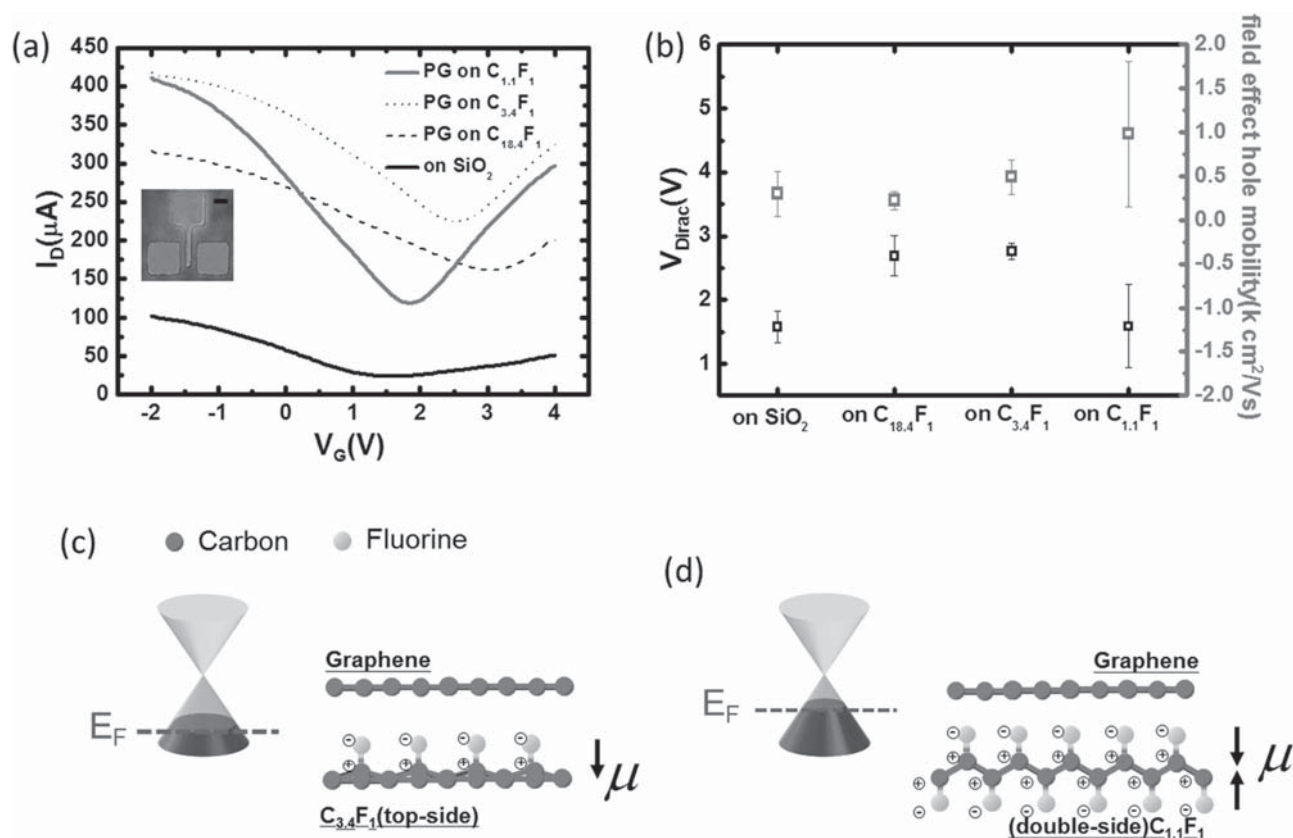 (a)
450
400
350
300
250
200
150
100
50
0
I_D(μA)
-2 -1 0 1 2 3 4
V_G(V)
PG on C_1.1F_1
PG on C_3.4F_1
PG on C_18.4F_1
on SiO_2
(b)
6
5
4
3
2
1
V_Dirac(V)
2.0
1.5
1.0
0.5
0.0
-0.5
-1.0
-1.5
-2.0
field effect hole mobility(k cm²/Vs)
on SiO_2 on C_18.4F_1 on C_3.4F_1 on C_1.1F_1
(c)
Carbon Fluorine
E_F
Graphene
μ
C_3.4F_1(top-side)
(d)
E_F
Graphene
μ
(double-side)C_1.1F_1